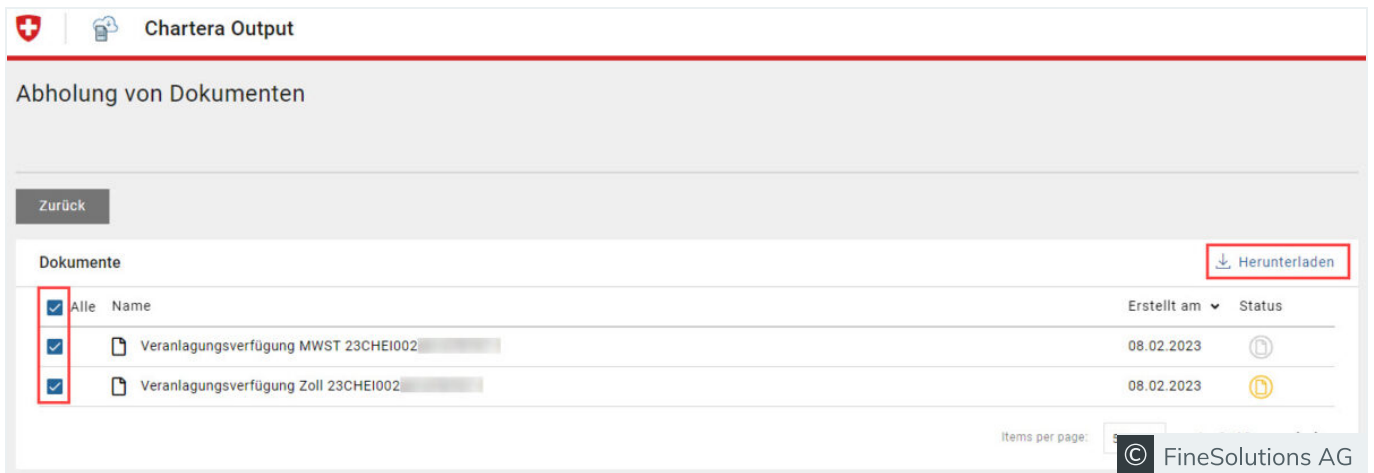 Chartera Output
Abholung von Dokumenten
Zurück
Dokumente
Herunterladen
Alle Name Erstellt am Status
Veranlagungsverfügung MWST 23CHEI002 08.02.2023
Veranlagungsverfügung Zoll 23CHEI002 08.02.2023
Items per page:
© FineSolutions AG